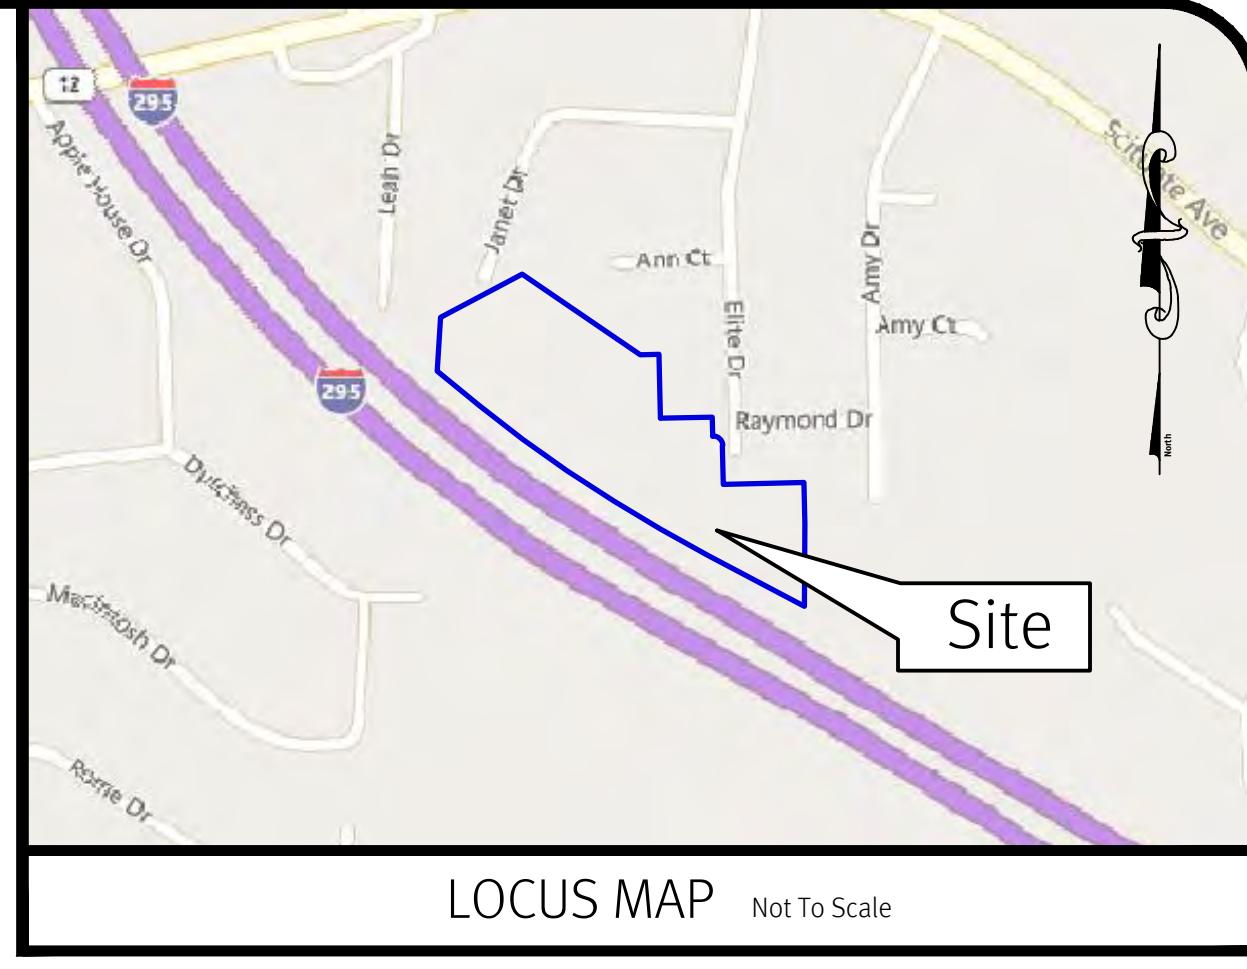 12
295
Apple House Dr
Leah Dr
Janet Dr
Scituate Ave
Ann Ct
Amy Dr
Elite Dr
Amy Ct
295
Raymond Dr
North
Dutchess Dr
Macintosh Dr
Site
Rome Dr
LOCUS MAP Not To Scale